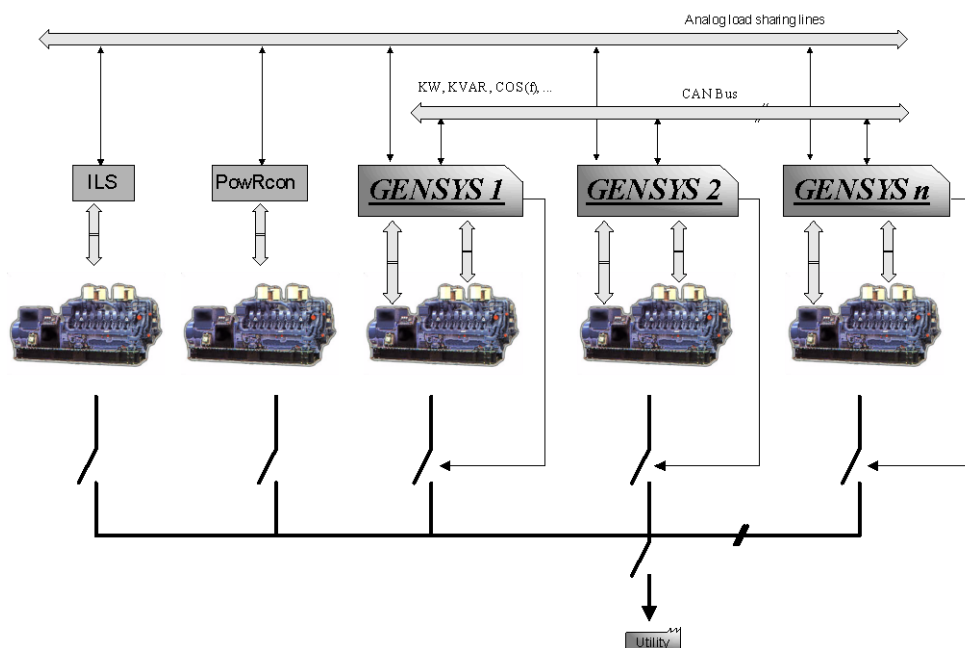 Analog load sharing lines
KW, KVAR, COS(f), ...
CAN Bus
ILS
PowRcon
GENSYS 1
GENSYS 2
GENSYS n
Utility